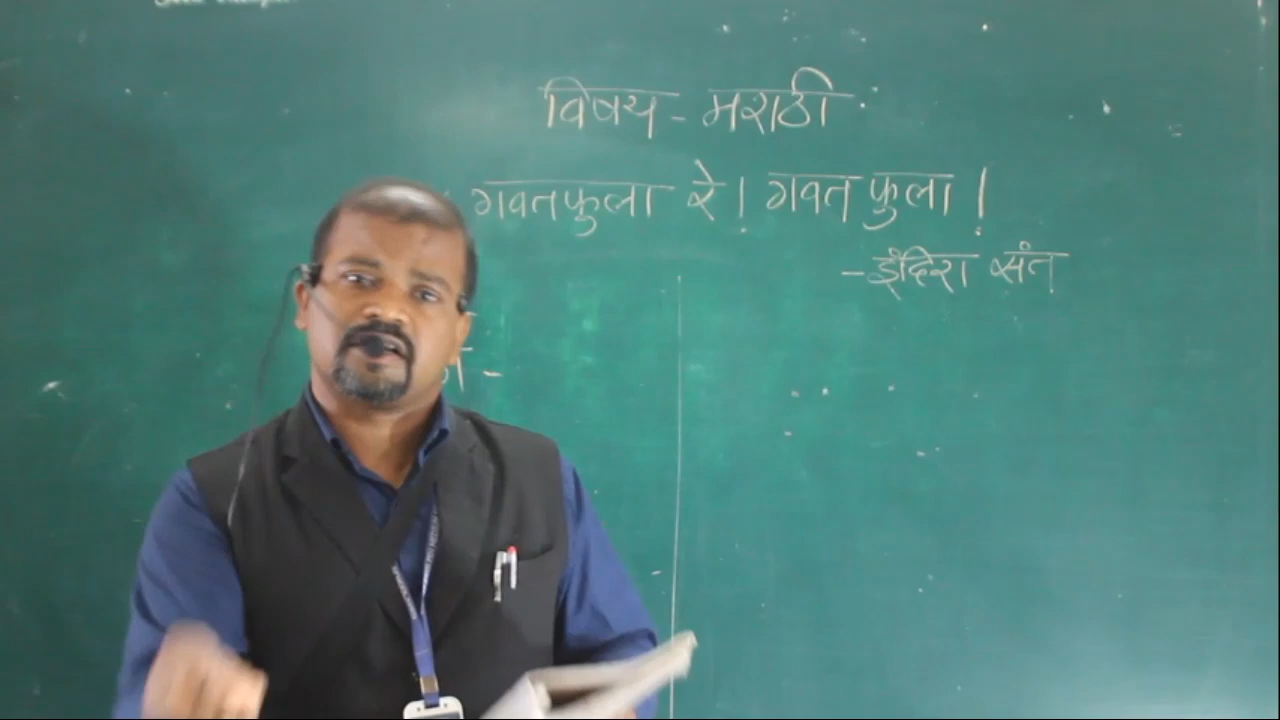 विषय - मराठी
गवतफुला रे! गवत फुला!
- इंदिरा संत